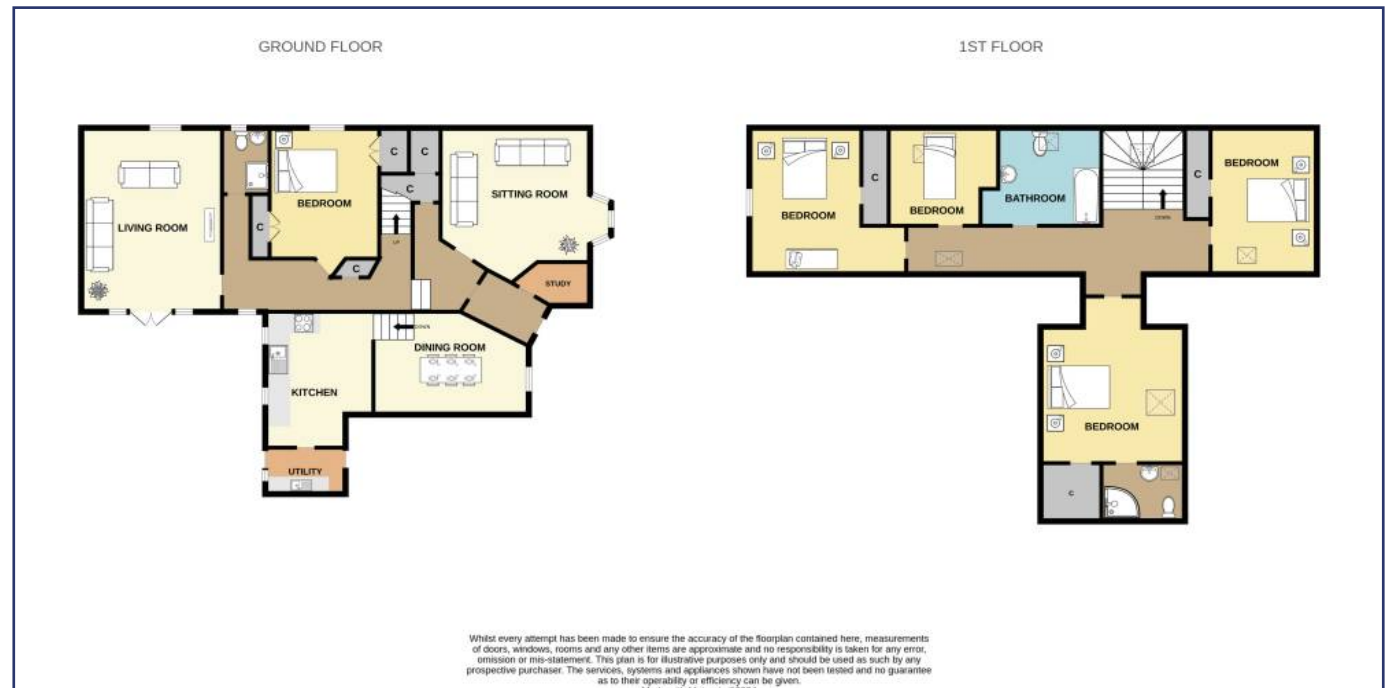 GROUND FLOOR
1ST FLOOR
LIVING ROOM
BEDROOM
C
C
C
C
C
UP
SITTING ROOM
STUDY
DOWN
DINING ROOM
KITCHEN
UTILITY
BEDROOM
C
BEDROOM
BATHROOM
DOWN
C
BEDROOM
BEDROOM
C
Whilst every attempt has been made to ensure the accuracy of the floorplan contained here, measurements
of doors, windows, rooms and any other items are approximate and no responsibility is taken for any error,
omission or mis-statement. This plan is for illustrative purposes only and should be used as such by any
prospective purchaser. The services, systems and appliances shown have not been tested and no guarantee
as to their operability or efficiency can be given.